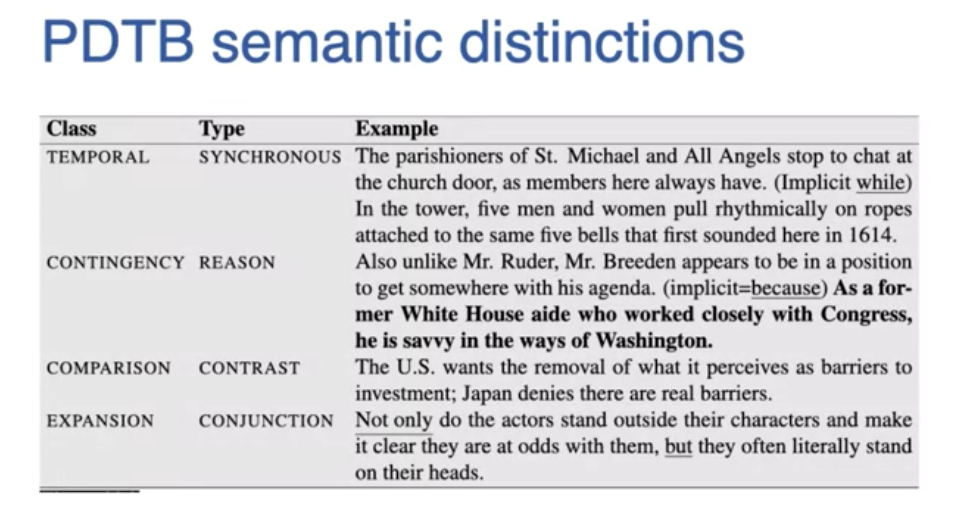 PDTB semantic distinctions
Class Type Example
TEMPORAL SYNCHRONOUS The parishioners of St. Michael and All Angels stop to chat at
the church door, as members here always have. (Implicit while)
In the tower, five men and women pull rhythmically on ropes
attached to the same five bells that first sounded here in 1614.
CONTINGENCY REASON Also unlike Mr. Ruder, Mr. Breeden appears to be in a position
to get somewhere with his agenda. (implicit=because) As a for-
mer White House aide who worked closely with Congress,
he is savvy in the ways of Washington.
COMPARISON CONTRAST The U.S. wants the removal of what it perceives as barriers to
investment; Japan denies there are real barriers.
EXPANSION CONJUNCTION Not only do the actors stand outside their characters and make
it clear they are at odds with them, but they often literally stand
on their heads.